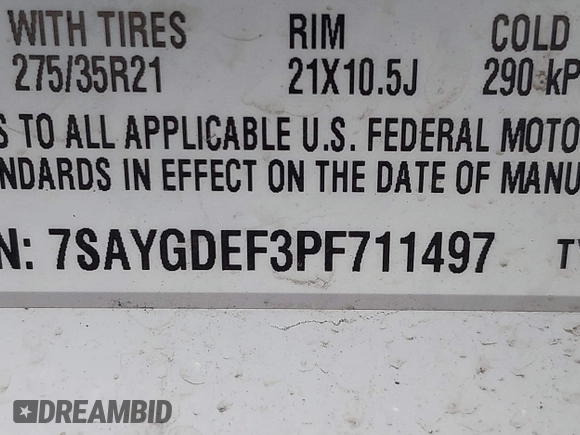 WITH TIRES RIM COLD
275/35R21 21X10.5J 290 kP
S TO ALL APPLICABLE U.S. FEDERAL MOTO
NDARDS IN EFFECT ON THE DATE OF MANU
N: 7SAYGDEF3PF711497 TY
DREAMBID